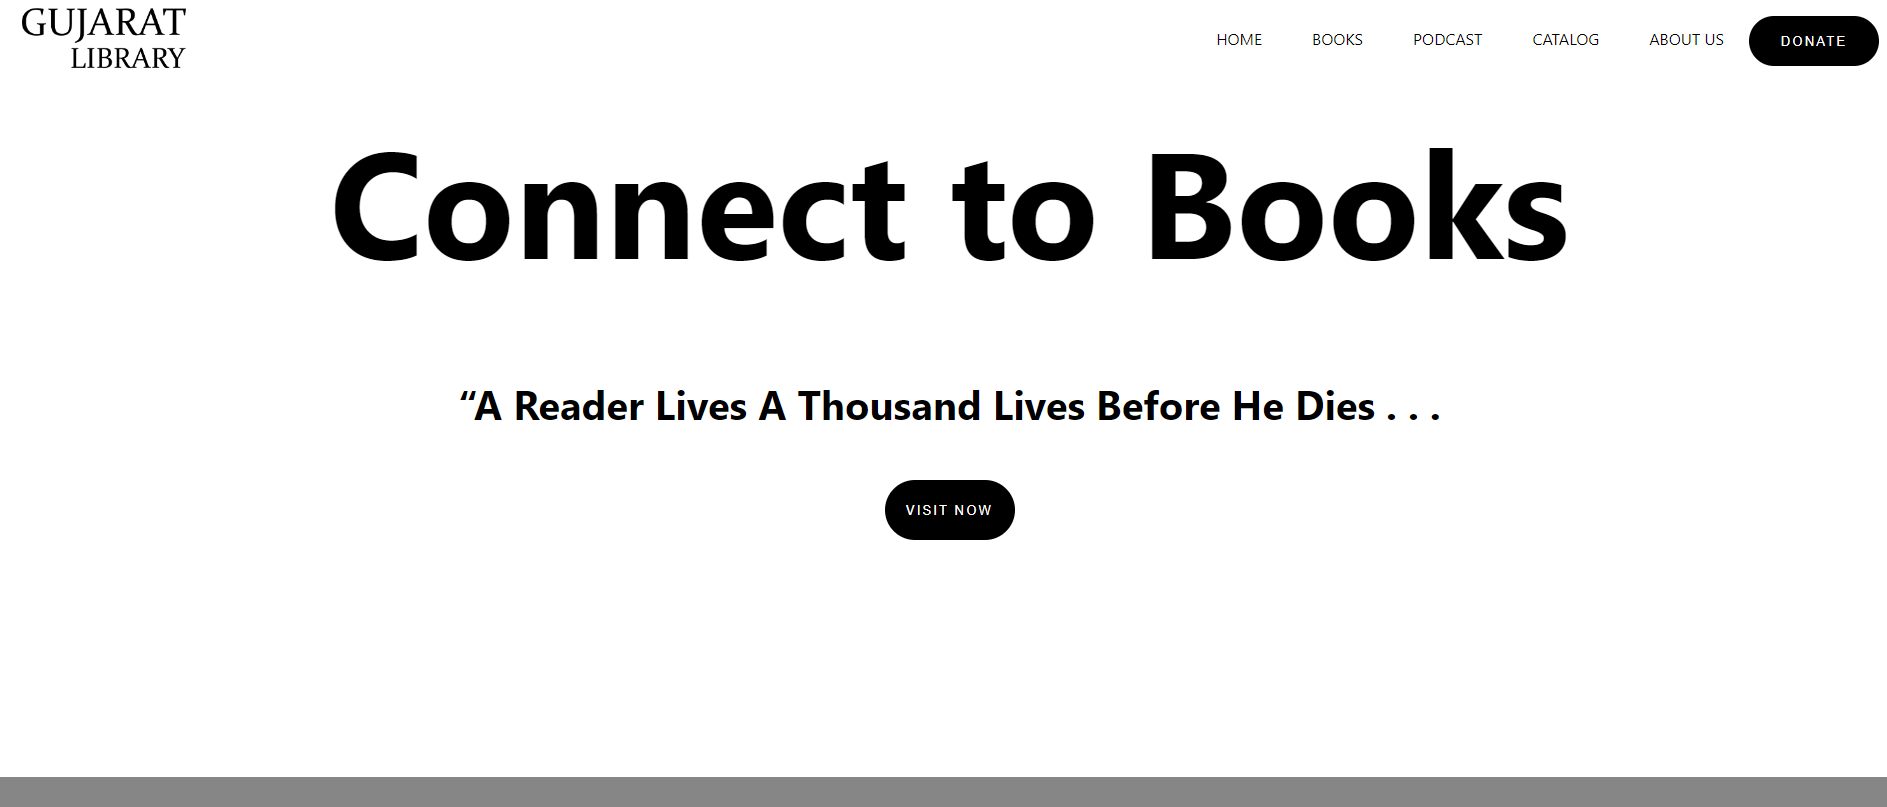 GUJARAT
LIBRARY
HOME BOOKS PODCAST CATALOG ABOUT US DONATE
Connect to Books
“A Reader Lives A Thousand Lives Before He Dies . . .
VISIT NOW